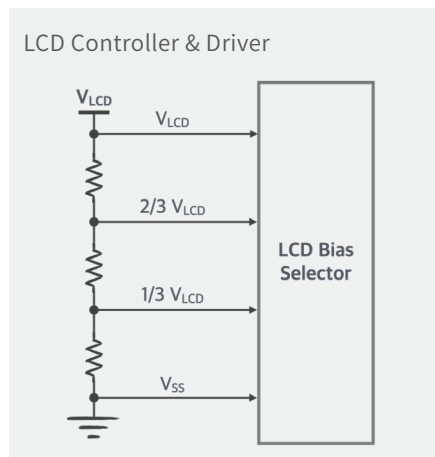 LCD Controller & Driver
VLCD
VLCD
2/3 VLCD
LCD Bias
Selector
1/3 VLCD
VSS